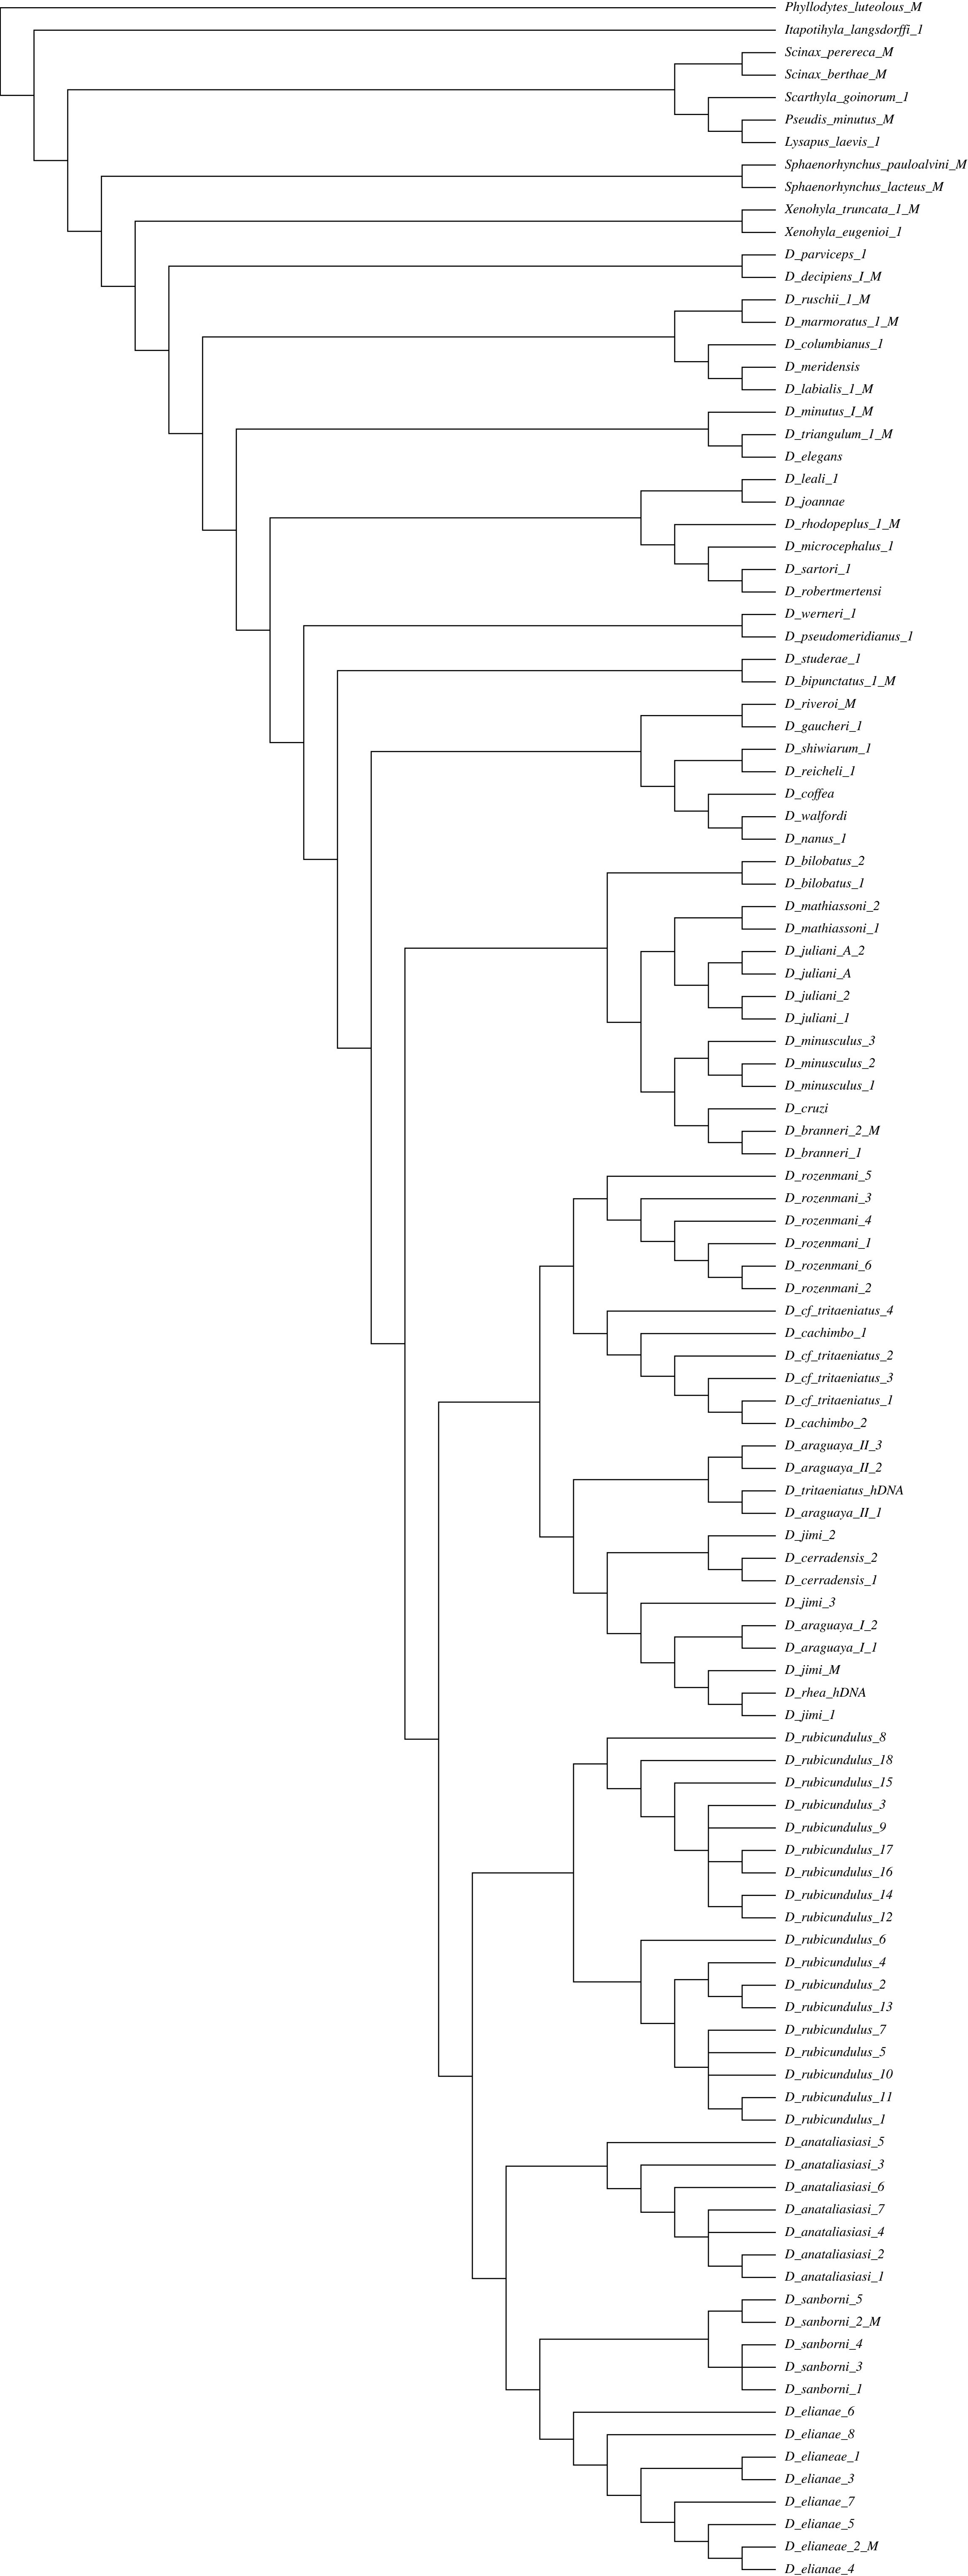 Phyllodytes_luteolous_M
Itapotihyla_langsdorffi_1
Scinax_perereca_M
Scinax_berthae_M
Scarthyla_goinorum_1
Pseudis_minutus_M
Lysapus_laevis_1
Sphaenorhynchus_pauloalvini_M
Sphaenorhynchus_lacteus_M
Xenohyla_truncata_1_M
Xenohyla_eugenioi_1
D_parviceps_1
D_decipiens_I_M
D_ruschii_1_M
D_marmoratus_1_M
D_columbianus_1
D_meridensis
D_labialis_1_M
D_minutus_I_M
D_triangulum_1_M
D_elegans
D_leali_1
D_joannae
D_rhodopeplus_1_M
D_microcephalus_1
D_sartori_1
D_robertmertensi
D_werneri_1
D_pseudomeridianus_1
D_studerae_1
D_bipunctatus_1_M
D_riveroi_M
D_gaucheri_1
D_shiwiarum_1
D_reicheli_1
D_coffea
D_walfordi
D_nanus_1
D_bilobatus_2
D_bilobatus_1
D_mathiassoni_2
D_mathiassoni_1
D_juliani_A_2
D_juliani_A
D_juliani_2
D_juliani_1
D_minusculus_3
D_minusculus_2
D_minusculus_1
D_cruzi
D_branneri_2_M
D_branneri_1
D_rozenmani_5
D_rozenmani_3
D_rozenmani_4
D_rozenmani_1
D_rozenmani_6
D_rozenmani_2
D_cf_tritaeniatus_4
D_cachimbo_1
D_cf_tritaeniatus_2
D_cf_tritaeniatus_3
D_cf_tritaeniatus_1
D_cachimbo_2
D_araguaya_II_3
D_araguaya_II_2
D_tritaeniatus_hDNA
D_araguaya_II_1
D_jimi_2
D_cerradensis_2
D_cerradensis_1
D_jimi_3
D_araguaya_I_2
D_araguaya_I_1
D_jimi_M
D_rhea_hDNA
D_jimi_1
D_rubicundulus_8
D_rubicundulus_18
D_rubicundulus_15
D_rubicundulus_3
D_rubicundulus_9
D_rubicundulus_17
D_rubicundulus_16
D_rubicundulus_14
D_rubicundulus_12
D_rubicundulus_6
D_rubicundulus_4
D_rubicundulus_2
D_rubicundulus_13
D_rubicundulus_7
D_rubicundulus_5
D_rubicundulus_10
D_rubicundulus_11
D_rubicundulus_1
D_anataliasiasi_5
D_anataliasiasi_3
D_anataliasiasi_6
D_anataliasiasi_7
D_anataliasiasi_4
D_anataliasiasi_2
D_anataliasiasi_1
D_sanborni_5
D_sanborni_2_M
D_sanborni_4
D_sanborni_3
D_sanborni_1
D_elianae_6
D_elianae_8
D_elianeae_1
D_elianae_3
D_elianae_7
D_elianae_5
D_elianeae_2_M
D_elianae_4